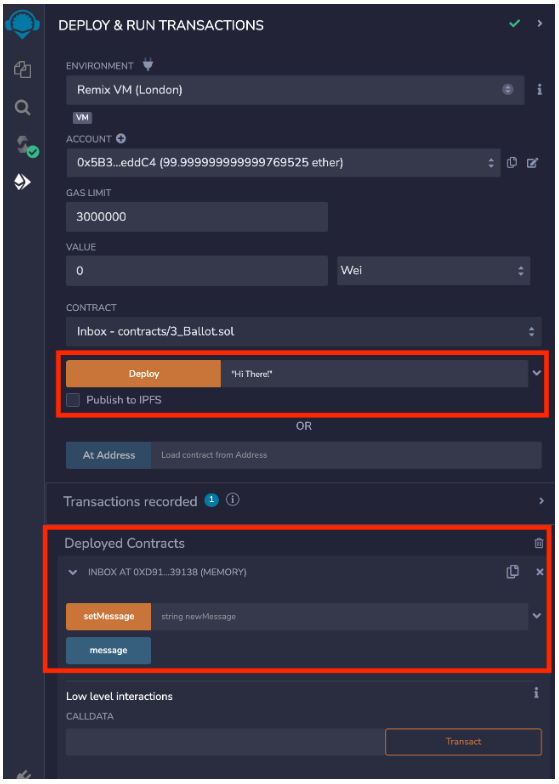 DEPLOY & RUN TRANSACTIONS
ENVIRONMENT
Remix VM (London)
VM
ACCOUNT
0x5B3...eddC4 (99.999999999999769525 ether)
GAS LIMIT
3000000
VALUE
0 Wei
CONTRACT
Inbox - contracts/3_Ballot.sol
Deploy "Hi There!"
Publish to IPFS
OR
At Address Load contract from Address
Transactions recorded 1
Deployed Contracts
INBOX AT 0XD91...39138 (MEMORY)
setMessage string newMessage
message
Low level interactions
CALLDATA
Transact